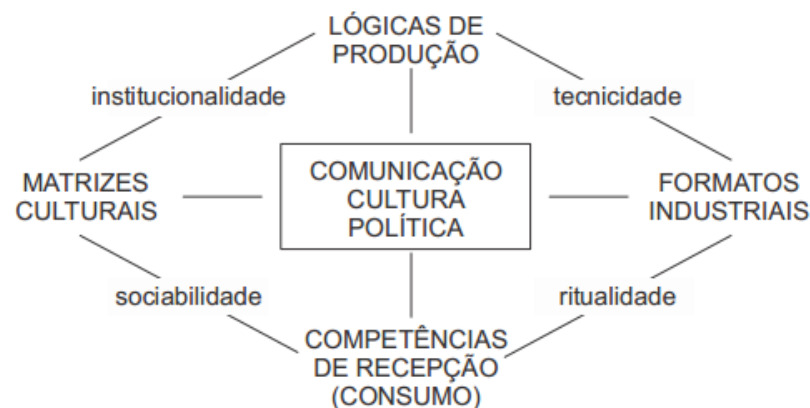 LÓGICAS DE
PRODUÇÃO
institucionalidade
tecnicidade
MATRIZES
CULTURAIS
COMUNICAÇÃO
CULTURA
POLÍTICA
FORMATOS
INDUSTRIAIS
sociabilidade
ritualidade
COMPETÊNCIAS
DE RECEPÇÃO
(CONSUMO)